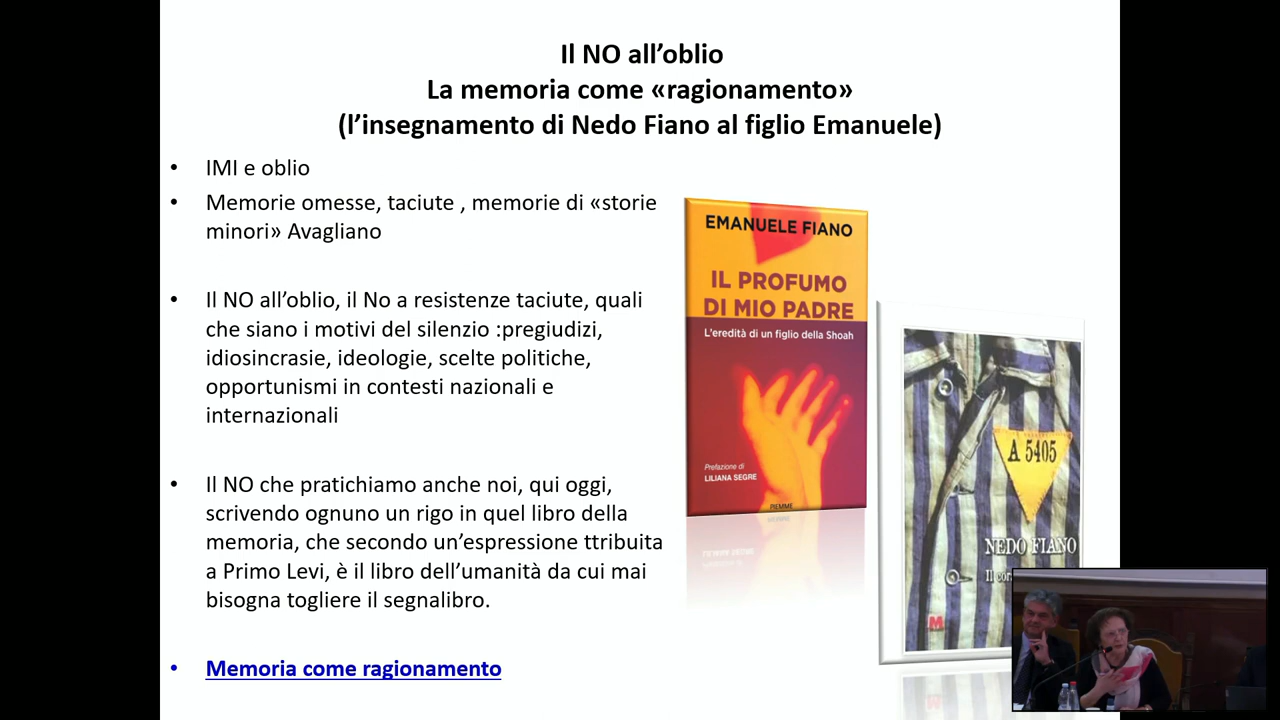 Il NO all’oblio
La memoria come «ragionamento»
(l’insegnamento di Nedo Fiano al figlio Emanuele)
• IMI e oblio
• Memorie omesse, taciute , memorie di «storie
minori» Avagliano
• Il NO all’oblio, il No a resistenze taciute, quali
che siano i motivi del silenzio :pregiudizi,
idiosincrasie, ideologie, scelte politiche,
opportunismi in contesti nazionali e
internazionali
• Il NO che pratichiamo anche noi, qui oggi,
scrivendo ognuno un rigo in quel libro della
memoria, che secondo un’espressione ttribuita
a Primo Levi, è il libro dell’umanità da cui mai
bisogna togliere il segnalibro.
• Memoria come ragionamento
EMANUELE FIANO
IL PROFUMO
DI MIO PADRE
L'eredità di un figlio della Shoah
Prefazione di
LILIANA SEGRE
PIEMME
A 5405
NEDO FIANO
Il
M